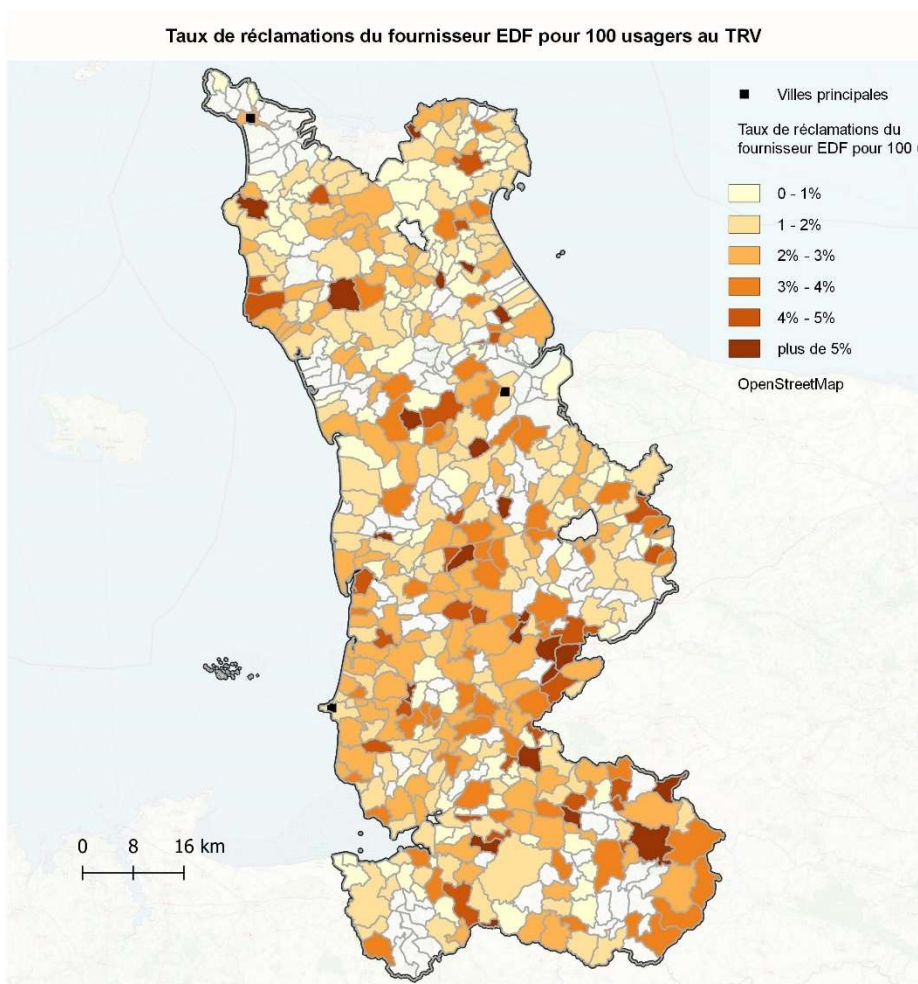 Taux de réclamations du fournisseur EDF pour 100 usagers au TRV
Villes principales
Taux de réclamations du
fournisseur EDF pour 100
0 - 1%
1 - 2%
2% - 3%
3% - 4%
4% - 5%
plus de 5%
OpenStreetMap
0 8 16 km